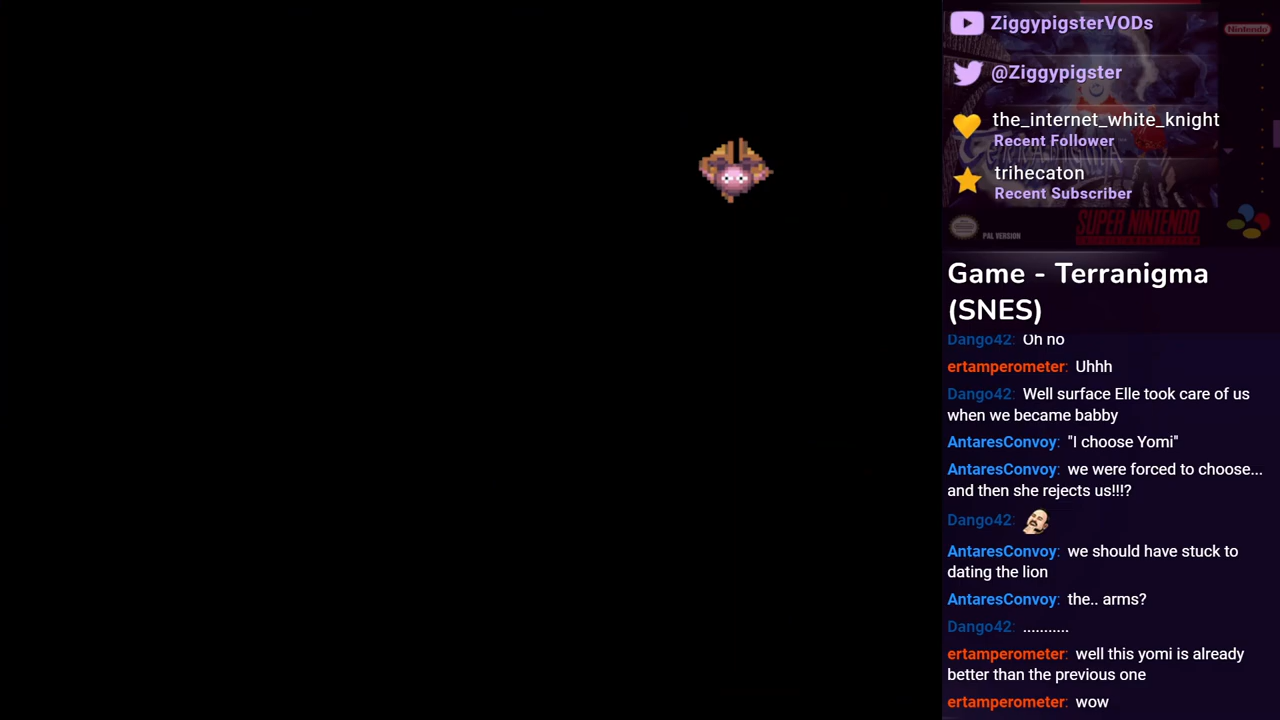 ZiggypigsterVODs
Nintendo
@Ziggypigster
the_internet_white_knight
Recent Follower
trihecaton
Recent Subscriber
PAL VERSION
SUPER NINTENDO
Game - Terranigma
(SNES)
Dango42: Oh no
ertamperometer: Uhhh
Dango42: Well surface Elle took care of us
when we became babby
AntaresConvoy: "I choose Yomi"
AntaresConvoy: we were forced to choose...
and then she rejects us!!!?
Dango42:
AntaresConvoy: we should have stuck to
dating the lion
AntaresConvoy: the.. arms?
Dango42: ...........
ertamperometer: well this yomi is already
better than the previous one
ertamperometer: wow